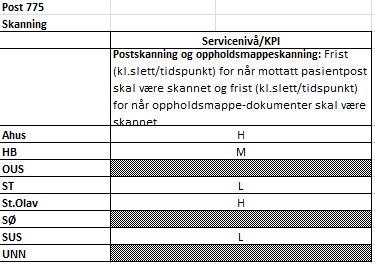 Post 775
Skanning
Servicenivå/KPI
Postskanning og oppholdsmappeskanning: Frist
(kl.slett/tidspunkt) for når mottatt pasientpost
skal være skannet og frist (kl.slett/tidspunkt)
for når oppholdsmappe-dokumenter skal være
skannet
Ahus H
HB M
OUS
ST L
St.Olav H
SØ
SUS L
UNN